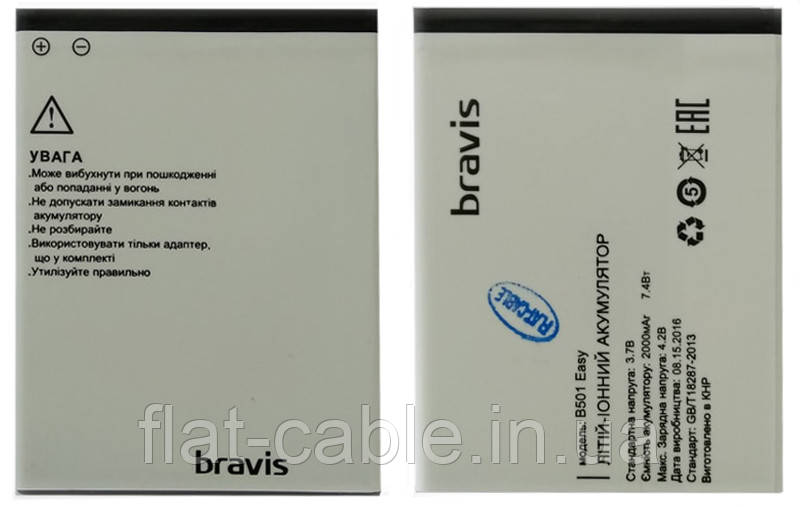 УВАГА
.Може вибухнути при пошкодженні
або попаданні у вогонь
.Не допускати замикання контактів
акумулятору
.Не розбирайте
.Використовувати тільки адаптер,
що у комплекті
.Утилізуйте правильно
bravis
bravis
EAC
5
FLAT-CABLE
модель: B501 Easy
ЛІТІЙ-ІОННИЙ АКУМУЛЯТОР
Стандартна напруга: 3.7В
Ємність акумулятору: 2000мАг 7.4Вт
Макс. Зарядна напруга: 4.2В
Дата виробництва: 08.15.2016
Стандарт: GB/T18287-2013
Виготовлено в КНР
flat-cable.in.ua